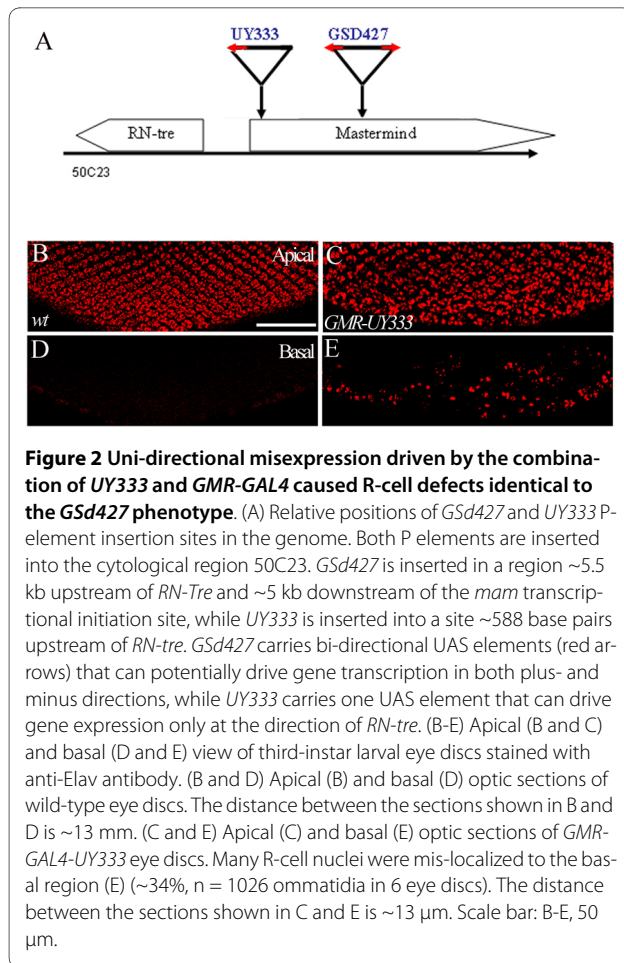 A
UY333
GSD427
RN-tre
Mastermind
50C23
B
Apical
wt
C
GMR-UY333
D
Basal
E
Figure 2 Uni-directional misexpression driven by the combina-
tion of UY333 and GMR-GAL4 caused R-cell defects identical to
the GSd427 phenotype. (A) Relative positions of GSd427 and UY333 P-
element insertion sites in the genome. Both P elements are inserted
into the cytological region 50C23. GSd427 is inserted in a region ~5.5
kb upstream of RN-Tre and ~5 kb downstream of the mam transcrip-
tional initiation site, while UY333 is inserted into a site ~588 base pairs
upstream of RN-tre. GSd427 carries bi-directional UAS elements (red ar-
rows) that can potentially drive gene transcription in both plus- and
minus directions, while UY333 carries one UAS element that can drive
gene expression only at the direction of RN-tre. (B-E) Apical (B and C)
and basal (D and E) view of third-instar larval eye discs stained with
anti-Elav antibody. (B and D) Apical (B) and basal (D) optic sections of
wild-type eye discs. The distance between the sections shown in B and
D is ~13 mm. (C and E) Apical (C) and basal (E) optic sections of GMR-
GAL4-UY333 eye discs. Many R-cell nuclei were mis-localized to the bas-
al region (E) (~34%, n = 1026 ommatidia in 6 eye discs). The distance
between the sections shown in C and E is ~13 μm. Scale bar: B-E, 50
μm.